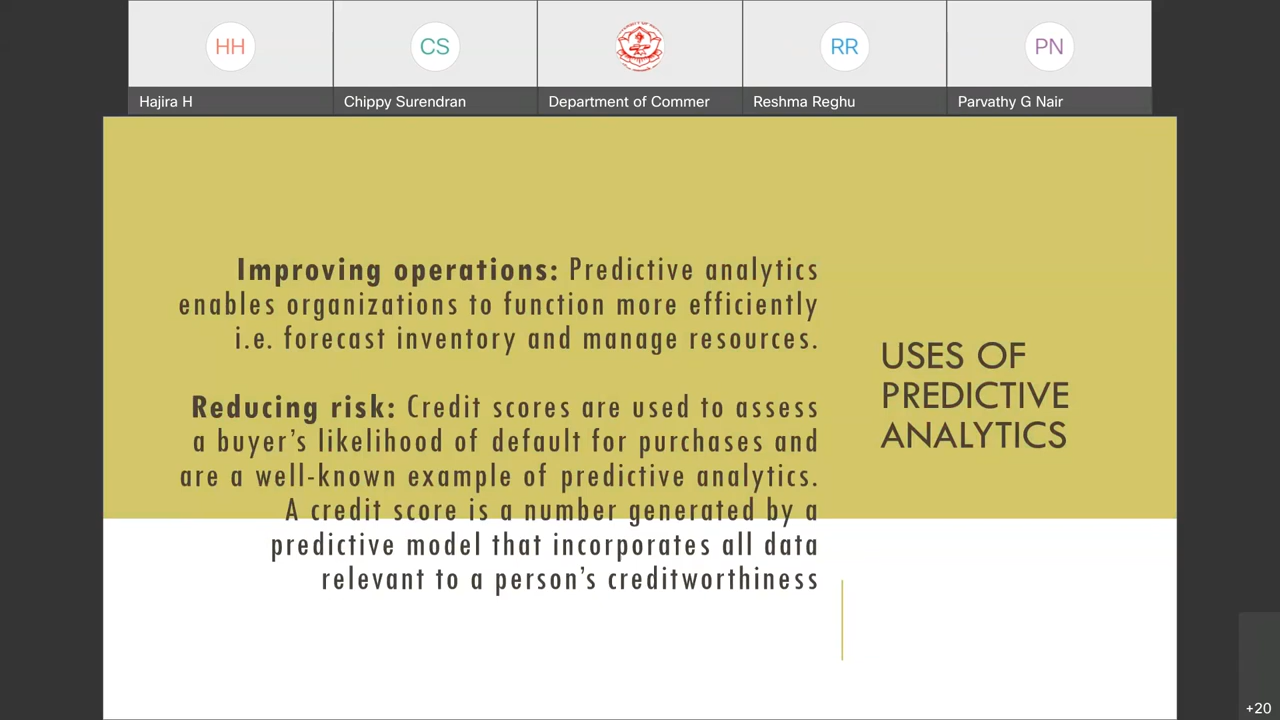 HH
CS
RR
PN
Hajira H
Chippy Surendran
Department of Commer
Reshma Reghu
Parvathy G Nair
Improving operations: Predictive analytics
enables organizations to function more efficiently
i.e. forecast inventory and manage resources.
Reducing risk: Credit scores are used to assess
a buyer's likelihood of default for purchases and
are a well-known example of predictive analytics.
A credit score is a number generated by a
predictive model that incorporates all data
relevant to a person's creditworthiness
USES OF
PREDICTIVE
ANALYTICS
+20